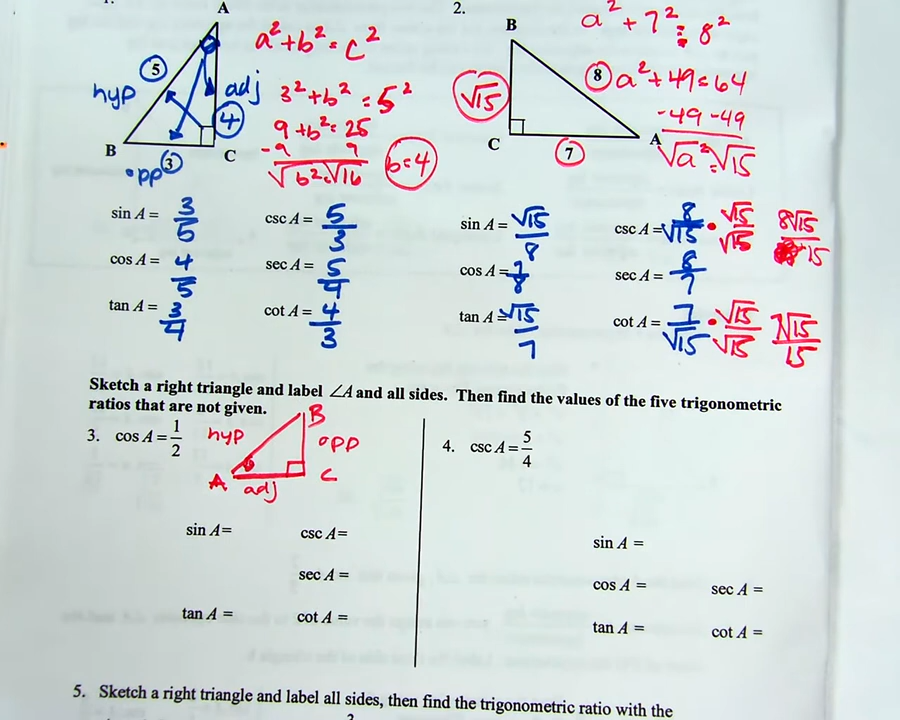 A
2.
a² + 7² = 8²
a² + b² = c²
B
5
8
a² + 49 = 64
hyp
adj
3² + b² = 5²
√15
4
9 + b² = 25
-49 -49
-9 9
B
C
C
A
√a² = √15
√b² = √16
b = 4
7
opp
3
sin A = 3/5
csc A = 5/3
sin A = √15/8
csc A = 8/√15 • √15/√15 8√15/15
cos A = 4/5
sec A = 5/4
cos A = 7/8
sec A = 8/7
tan A = 3/4
cot A = 4/3
tan A = √15/7
cot A = 7/√15 • √15/√15 7√15/15
Sketch a right triangle and label ∠A and all sides. Then find the values of the five trigonometric
ratios that are not given.
3. cos A = 1/2
hyp
B
opp
A
adj
C
4. csc A = 5/4
sin A=
csc A=
sec A =
tan A =
cot A =
sin A =
cos A =
sec A =
tan A =
cot A =
5. Sketch a right triangle and label all sides, then find the trigonometric ratio with the